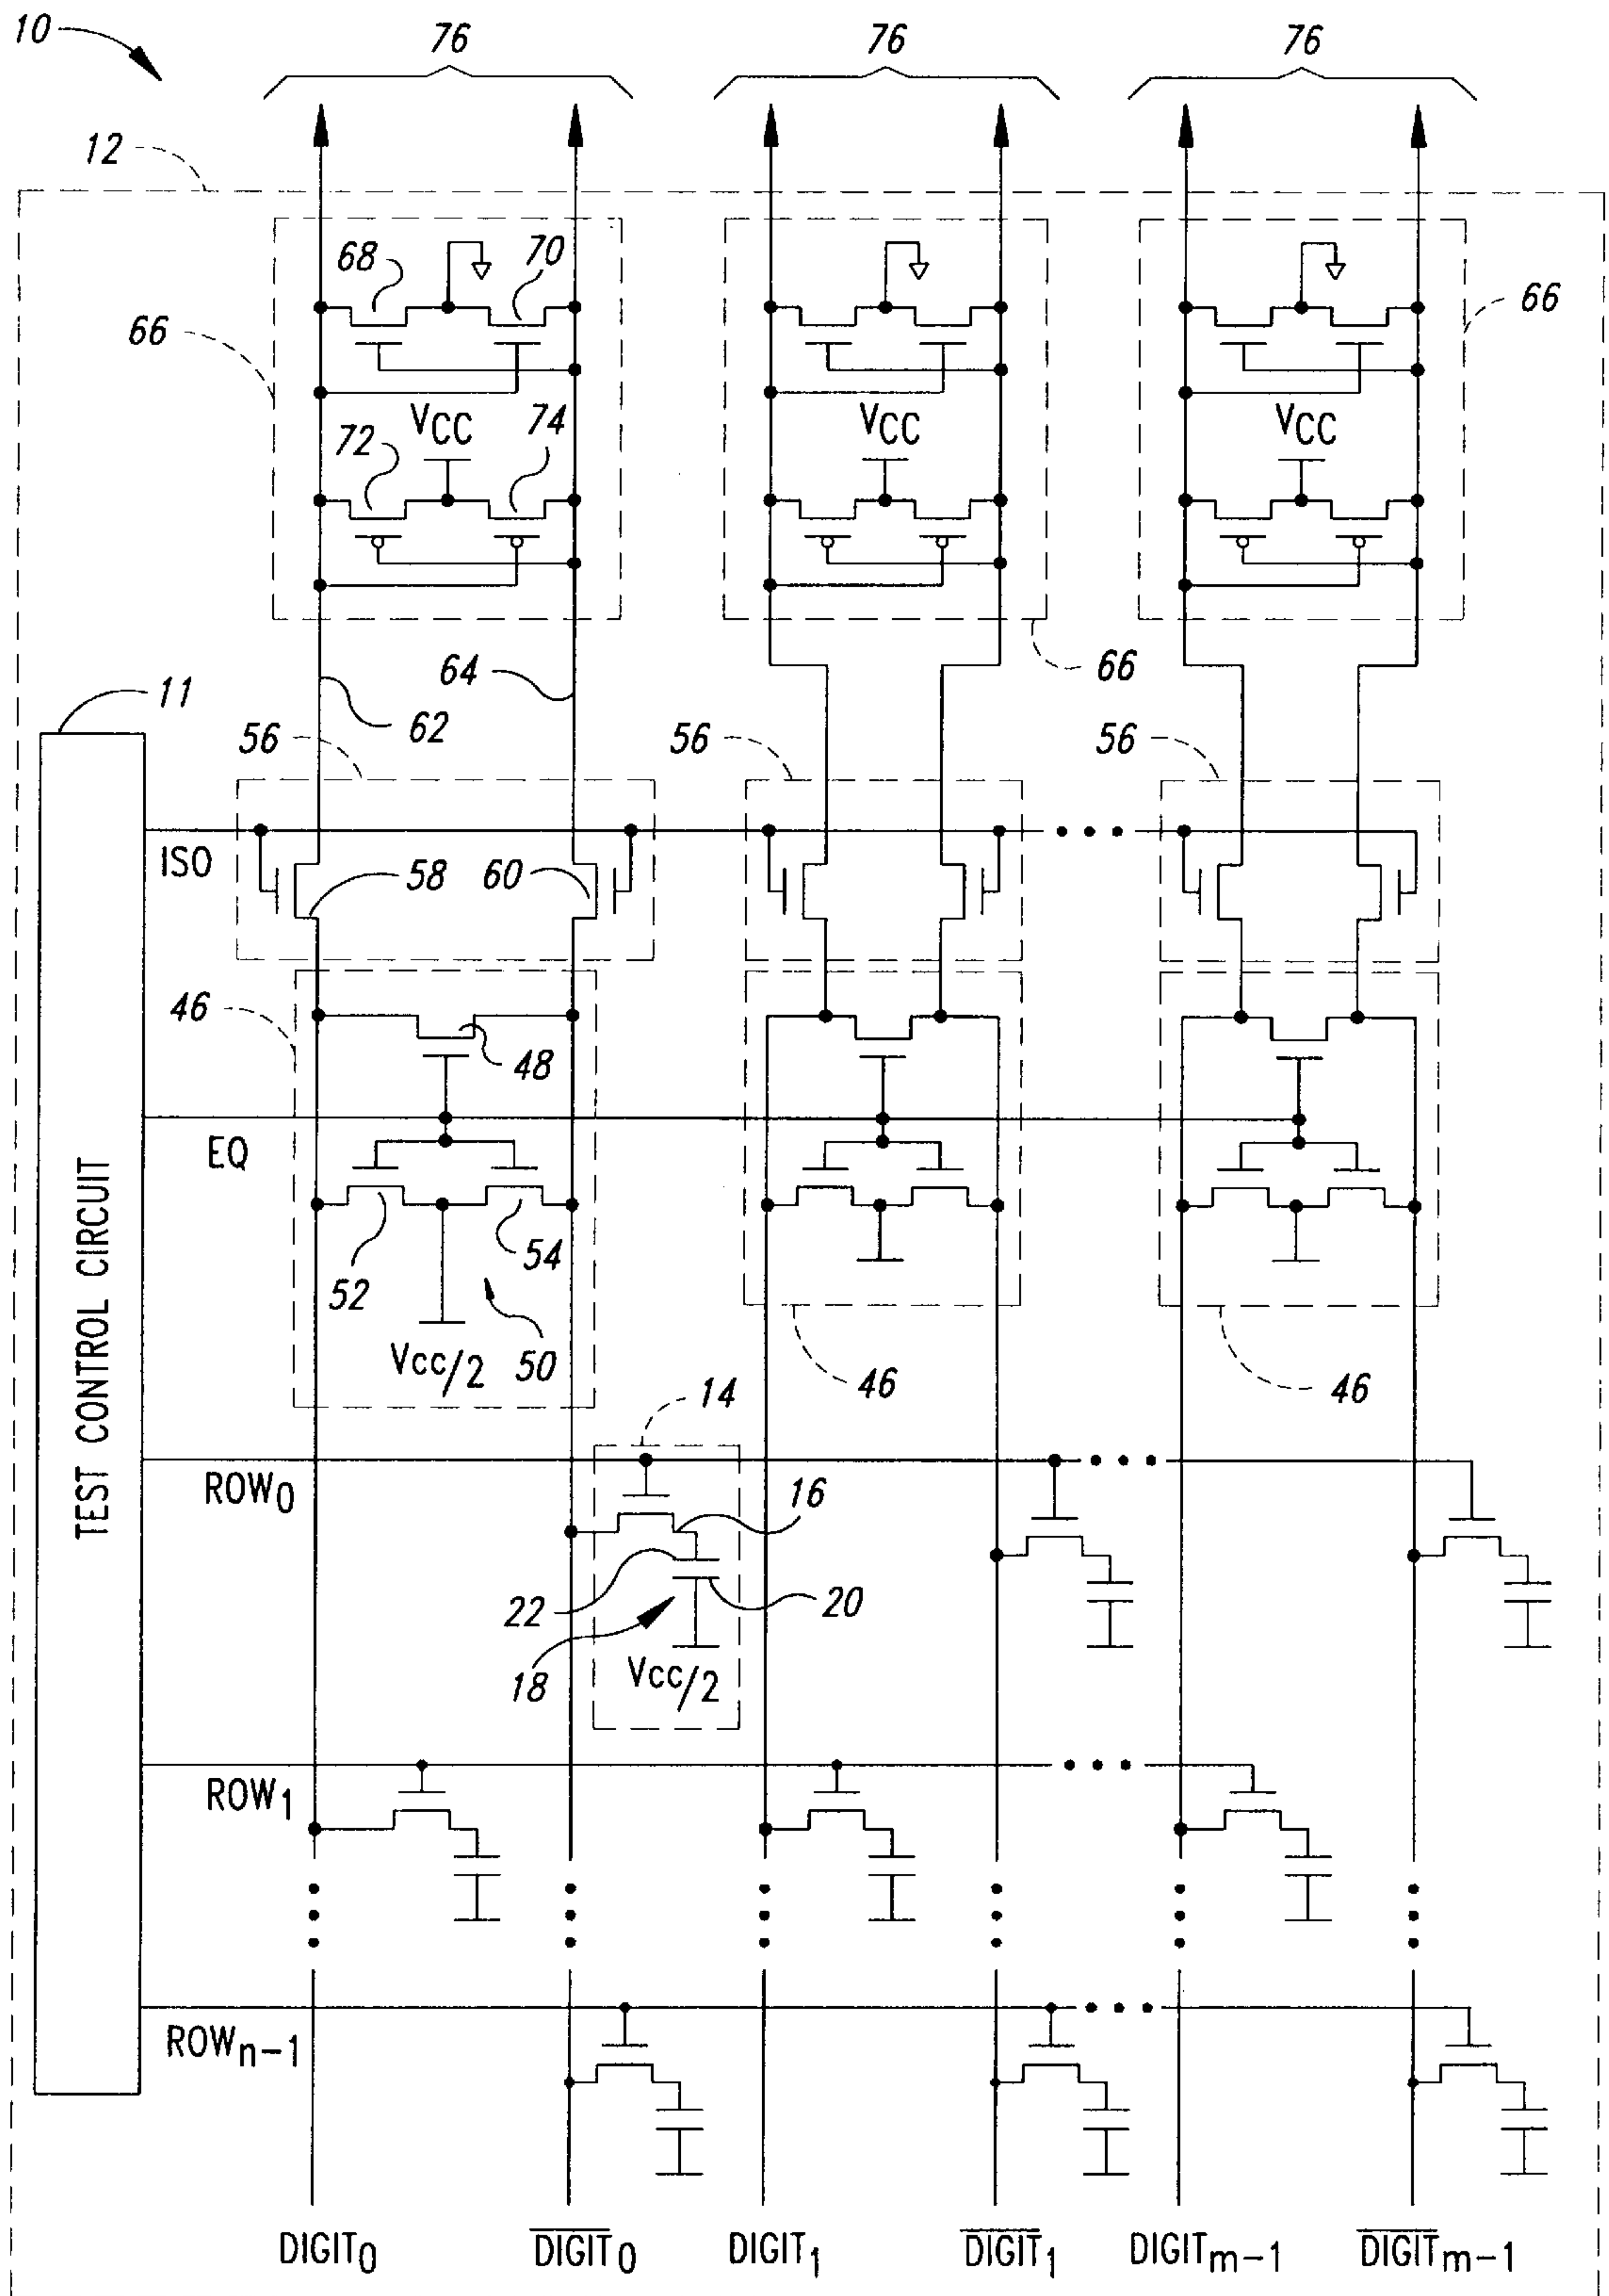 10
76 76 76
12
68 70
66
66
VCC VCC VCC
72 74
66
64
11
62
56 56 56
ISO
58 60
46
48
EQ
TEST CONTROL CIRCUIT
52 54
Vcc/2 50
46 46
14
ROW0
16
22 20
18 Vcc/2
ROW1
ROWn-1
DIGIT0 DIGIT0 DIGIT1 DIGIT1 DIGITm-1 DIGITm-1